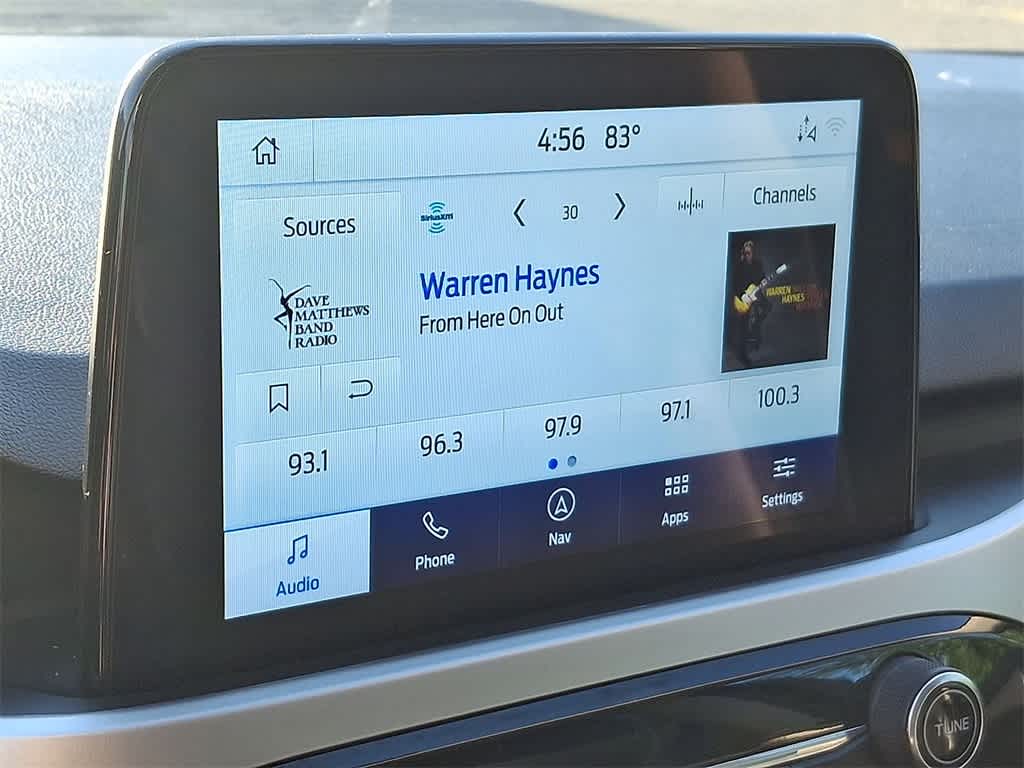 4:56 83°
Sources
SiriusXM
30
Channels
DAVE
MATTHEWS
BAND
RADIO
Warren Haynes
From Here On Out
WARREN
HAYNES
93.1
96.3
97.9
97.1
100.3
Audio
Phone
Nav
Apps
Settings
TUNE